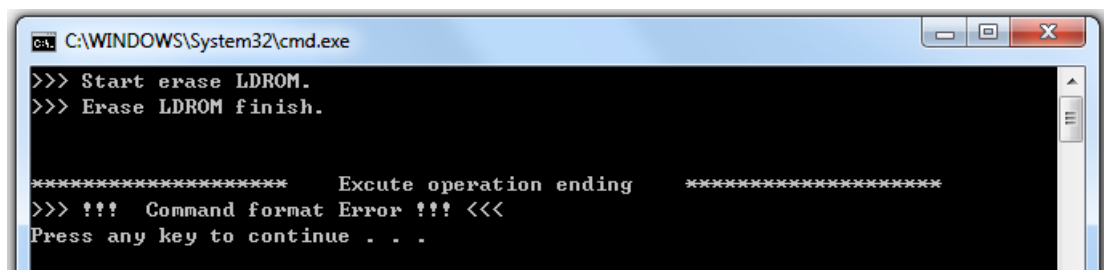 C:\WINDOWS\System32\cmd.exe
>>> Start erase LDROM.
>>> Erase LDROM finish.
******************** Excute operation ending ********************
>>> !!! Command format Error !!! <<<
Press any key to continue . . .